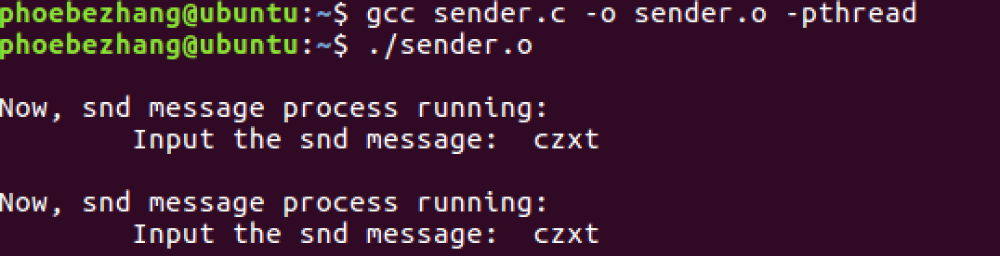 phoebezhang@ubuntu:~$ gcc sender.c -o sender.o -pthread
phoebezhang@ubuntu:~$ ./sender.o
Now, snd message process running:
Input the snd message:  czxt
Now, snd message process running:
Input the snd message:  czxt